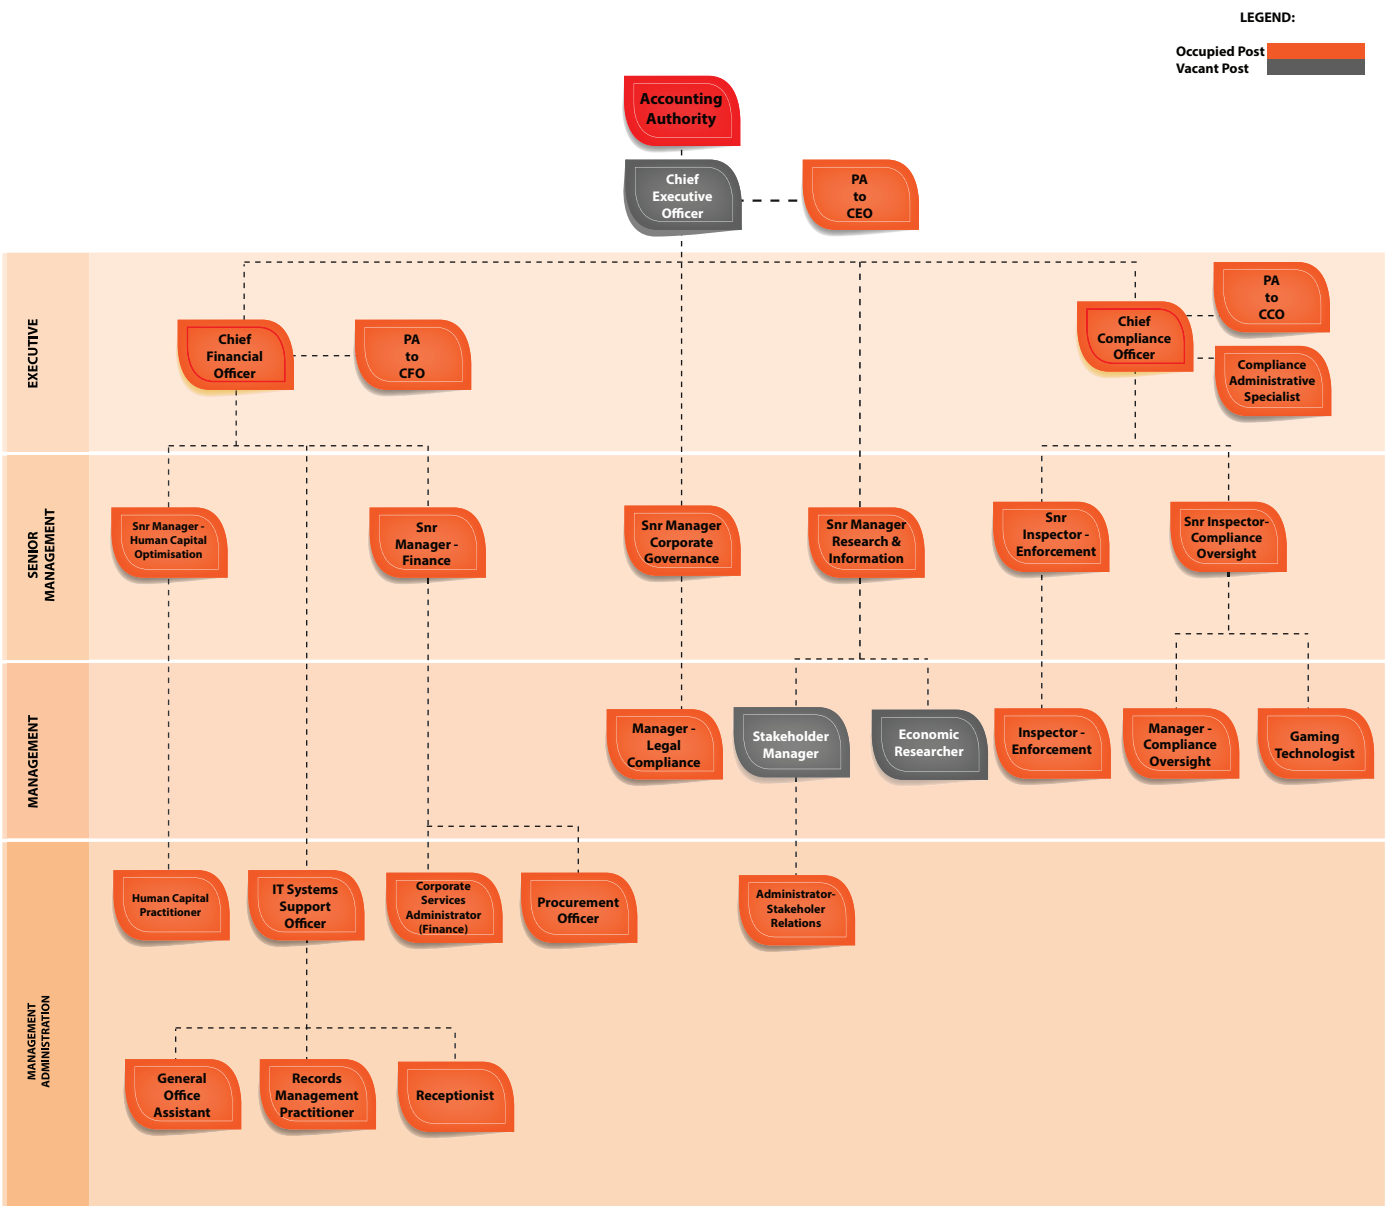 LEGEND:
Occupied Post
Vacant Post
Accounting
Authority
Chief
Executive
Officer
PA
to
CEO
EXECUTIVE
Chief
Financial
Officer
PA
to
CFO
Chief
Compliance
Officer
PA
to
CCO
Compliance
Administrative
Specialist
SENIOR
MANAGEMENT
Snr Manager -
Human Capital
Optimisation
Snr
Manager -
Finance
Snr Manager
Corporate
Governance
Snr Manager
Research &
Information
Snr
Inspector -
Enforcement
Snr Inspector-
Compliance
Oversight
MANAGEMENT
Manager -
Legal
Compliance
Stakeholder
Manager
Economic
Researcher
Inspector -
Enforcement
Manager -
Compliance
Oversight
Gaming
Technologist
MANAGEMENT
ADMINISTRATION
Human Capital
Practitioner
IT Systems
Support
Officer
Corporate
Services
Administrator
(Finance)
Procurement
Officer
Administrator-
Stakeholer
Relations
General
Office
Assistant
Records
Management
Practitioner
Receptionist